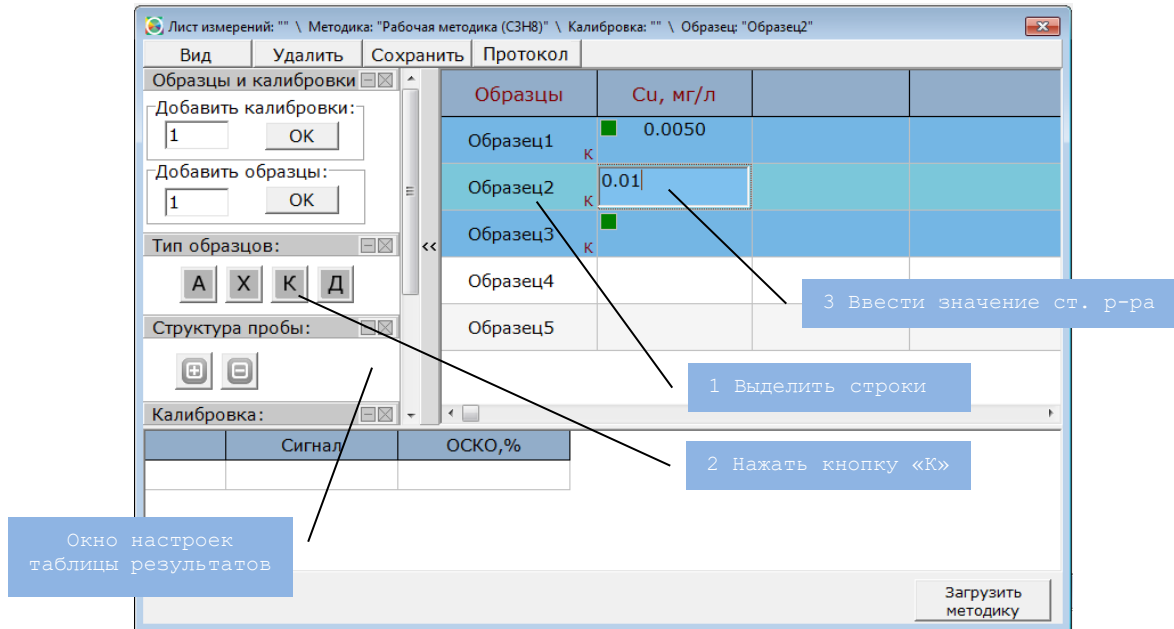 Лист измерений: "" \ Методика: "Рабочая методика (C3H8)" \ Калибровка: "" \ Образец: "Образец2"
Вид Удалить Сохранить Протокол
Образцы и калибровки
Добавить калибровки:
1 OK
Добавить образцы:
1 OK
Тип образцов:
А Х К Д
Структура пробы:
Калибровка:
<<
Образцы Cu, мг/л
Образец1 К 0.0050
Образец2 К 0.01
Образец3 К
Образец4
Образец5
3 Ввести значение ст. р-ра
1 Выделить строки
2 Нажать кнопку «К»
Сигнал ОСКО,%
Окно настроек
таблицы результатов
Загрузить
методику